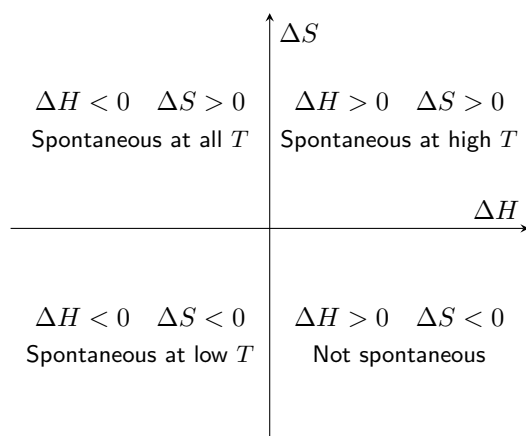 ΔS
ΔH < 0 ΔS > 0
Spontaneous at all T
ΔH > 0 ΔS > 0
Spontaneous at high T
ΔH
ΔH < 0 ΔS < 0
Spontaneous at low T
ΔH > 0 ΔS < 0
Not spontaneous